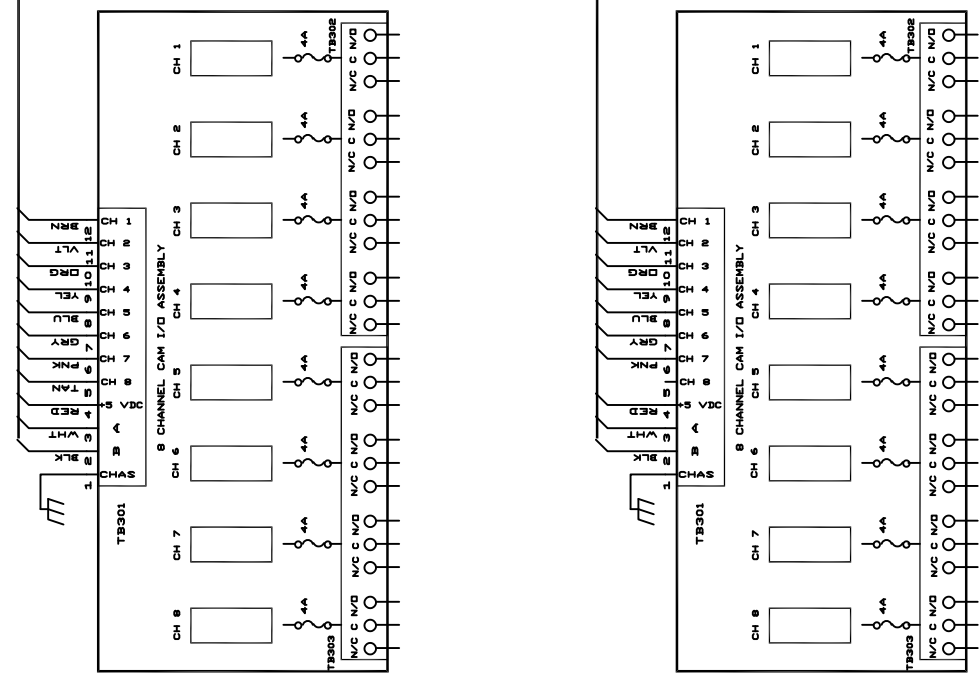 CH 1
4A
TB302
N/O
C
N/C
CH 2
4A
N/O
C
N/C
CH 3
4A
N/O
C
N/C
CH 4
4A
N/O
C
N/C
CH 5
4A
N/O
C
N/C
CH 6
4A
N/O
C
N/C
CH 7
4A
N/O
C
N/C
CH 8
4A
N/O
C
N/C
TB303
8 CHANNEL CAM I/O ASSEMBLY
BRN 12 CH 1
VLT 11 CH 2
ORG 10 CH 3
YEL 9 CH 4
BLU 8 CH 5
GRY 7 CH 6
PNK 6 CH 7
TAN 5 CH 8
RED 4 +5 VDC
WHT 3 A
BLK 2 B
1 CHAS
TB301
CH 1
4A
TB302
N/O
C
N/C
CH 2
4A
N/O
C
N/C
CH 3
4A
N/O
C
N/C
CH 4
4A
N/O
C
N/C
CH 5
4A
N/O
C
N/C
CH 6
4A
N/O
C
N/C
CH 7
4A
N/O
C
N/C
CH 8
4A
N/O
C
N/C
TB303
8 CHANNEL CAM I/O ASSEMBLY
BRN 12 CH 1
VLT 11 CH 2
ORG 10 CH 3
YEL 9 CH 4
BLU 8 CH 5
GRY 7 CH 6
PNK 6 CH 7
5 CH 8
RED 4 +5 VDC
WHT 3 A
BLK 2 B
1 CHAS
TB301